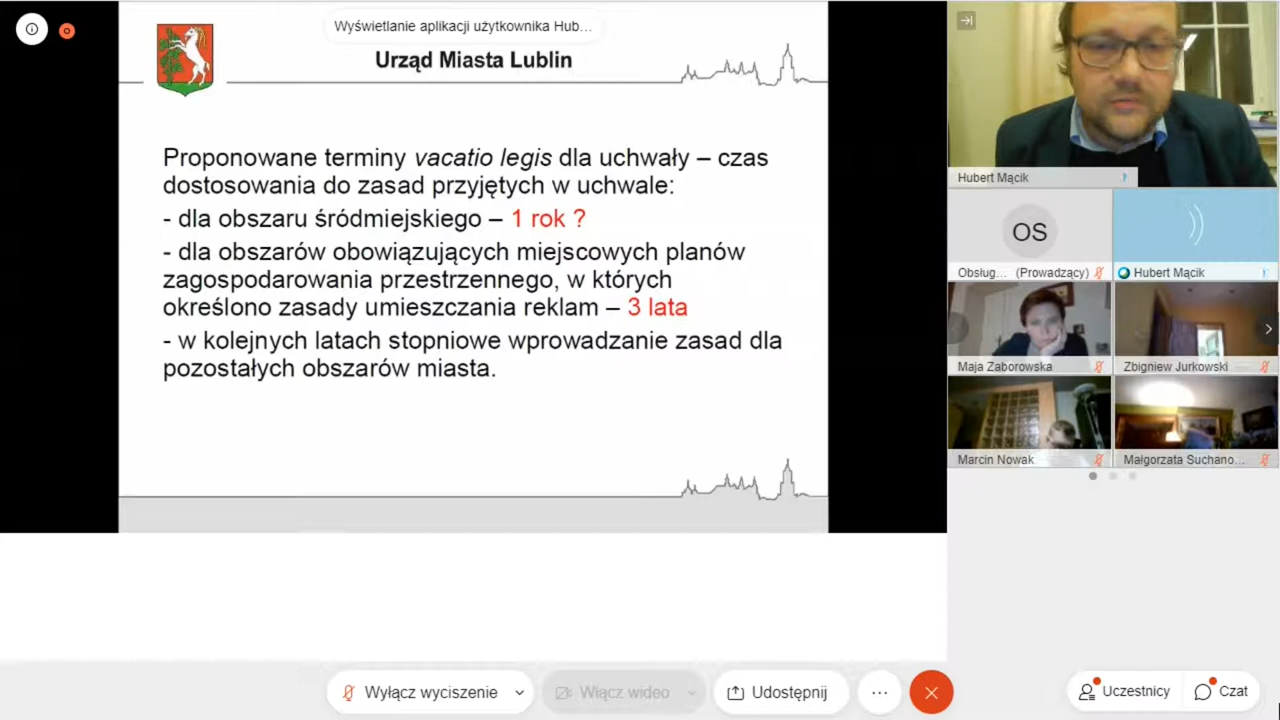 Wyświetlanie aplikacji użytkownika Hub...
Urząd Miasta Lublin
Proponowane terminy vacatio legis dla uchwały – czas
dostosowania do zasad przyjętych w uchwale:
- dla obszaru śródmiejskiego – 1 rok ?
- dla obszarów obowiązujących miejscowych planów
zagospodarowania przestrzennego, w których
określono zasady umieszczania reklam – 3 lata
- w kolejnych latach stopniowe wprowadzanie zasad dla
pozostałych obszarów miasta.
Hubert Mącik
OS
Obsług... (Prowadzący)
Hubert Mącik
Maja Zaborowska
Zbigniew Jurkowski
Marcin Nowak
Małgorzata Suchano...
Wyłącz wyciszenie
Włącz wideo
Udostępnij
Uczestnicy
Czat